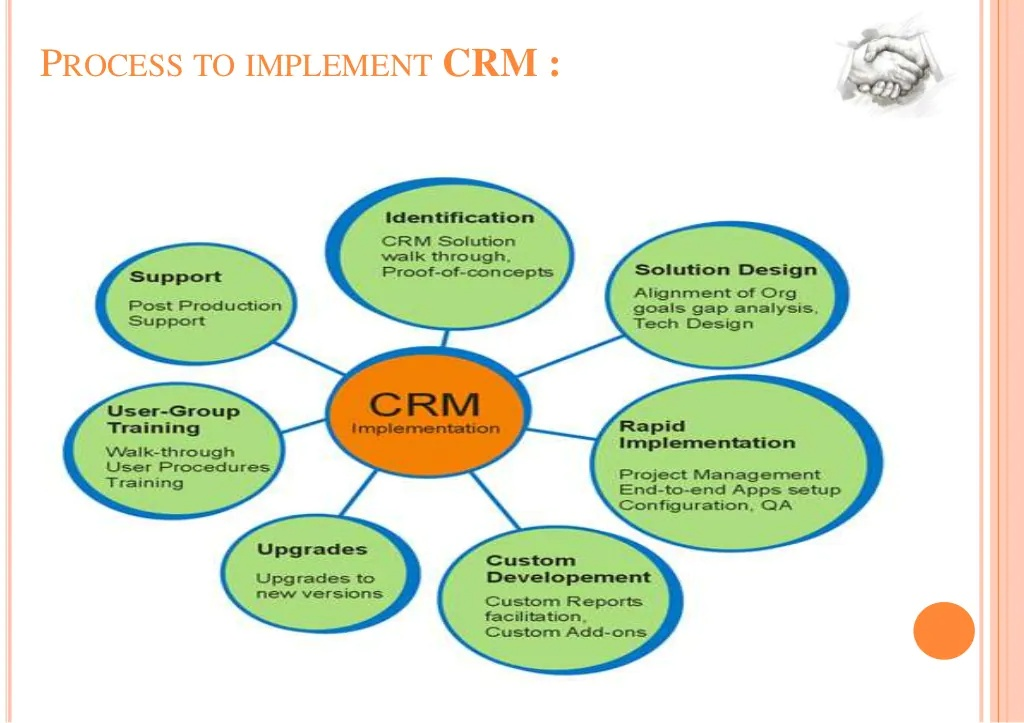 PROCESS TO IMPLEMENT CRM :
Identification
CRM Solution
walk through,
Proof-of-concepts
Solution Design
Alignment of Org
goals gap analysis,
Tech Design
Rapid
Implementation
Project Management
End-to-end Apps setup
Configuration, QA
Custom
Developement
Custom Reports
facilitation,
Custom Add-ons
Upgrades
Upgrades to
new versions
User-Group
Training
Walk-through
User Procedures
Training
Support
Post Production
Support
CRM
Implementation